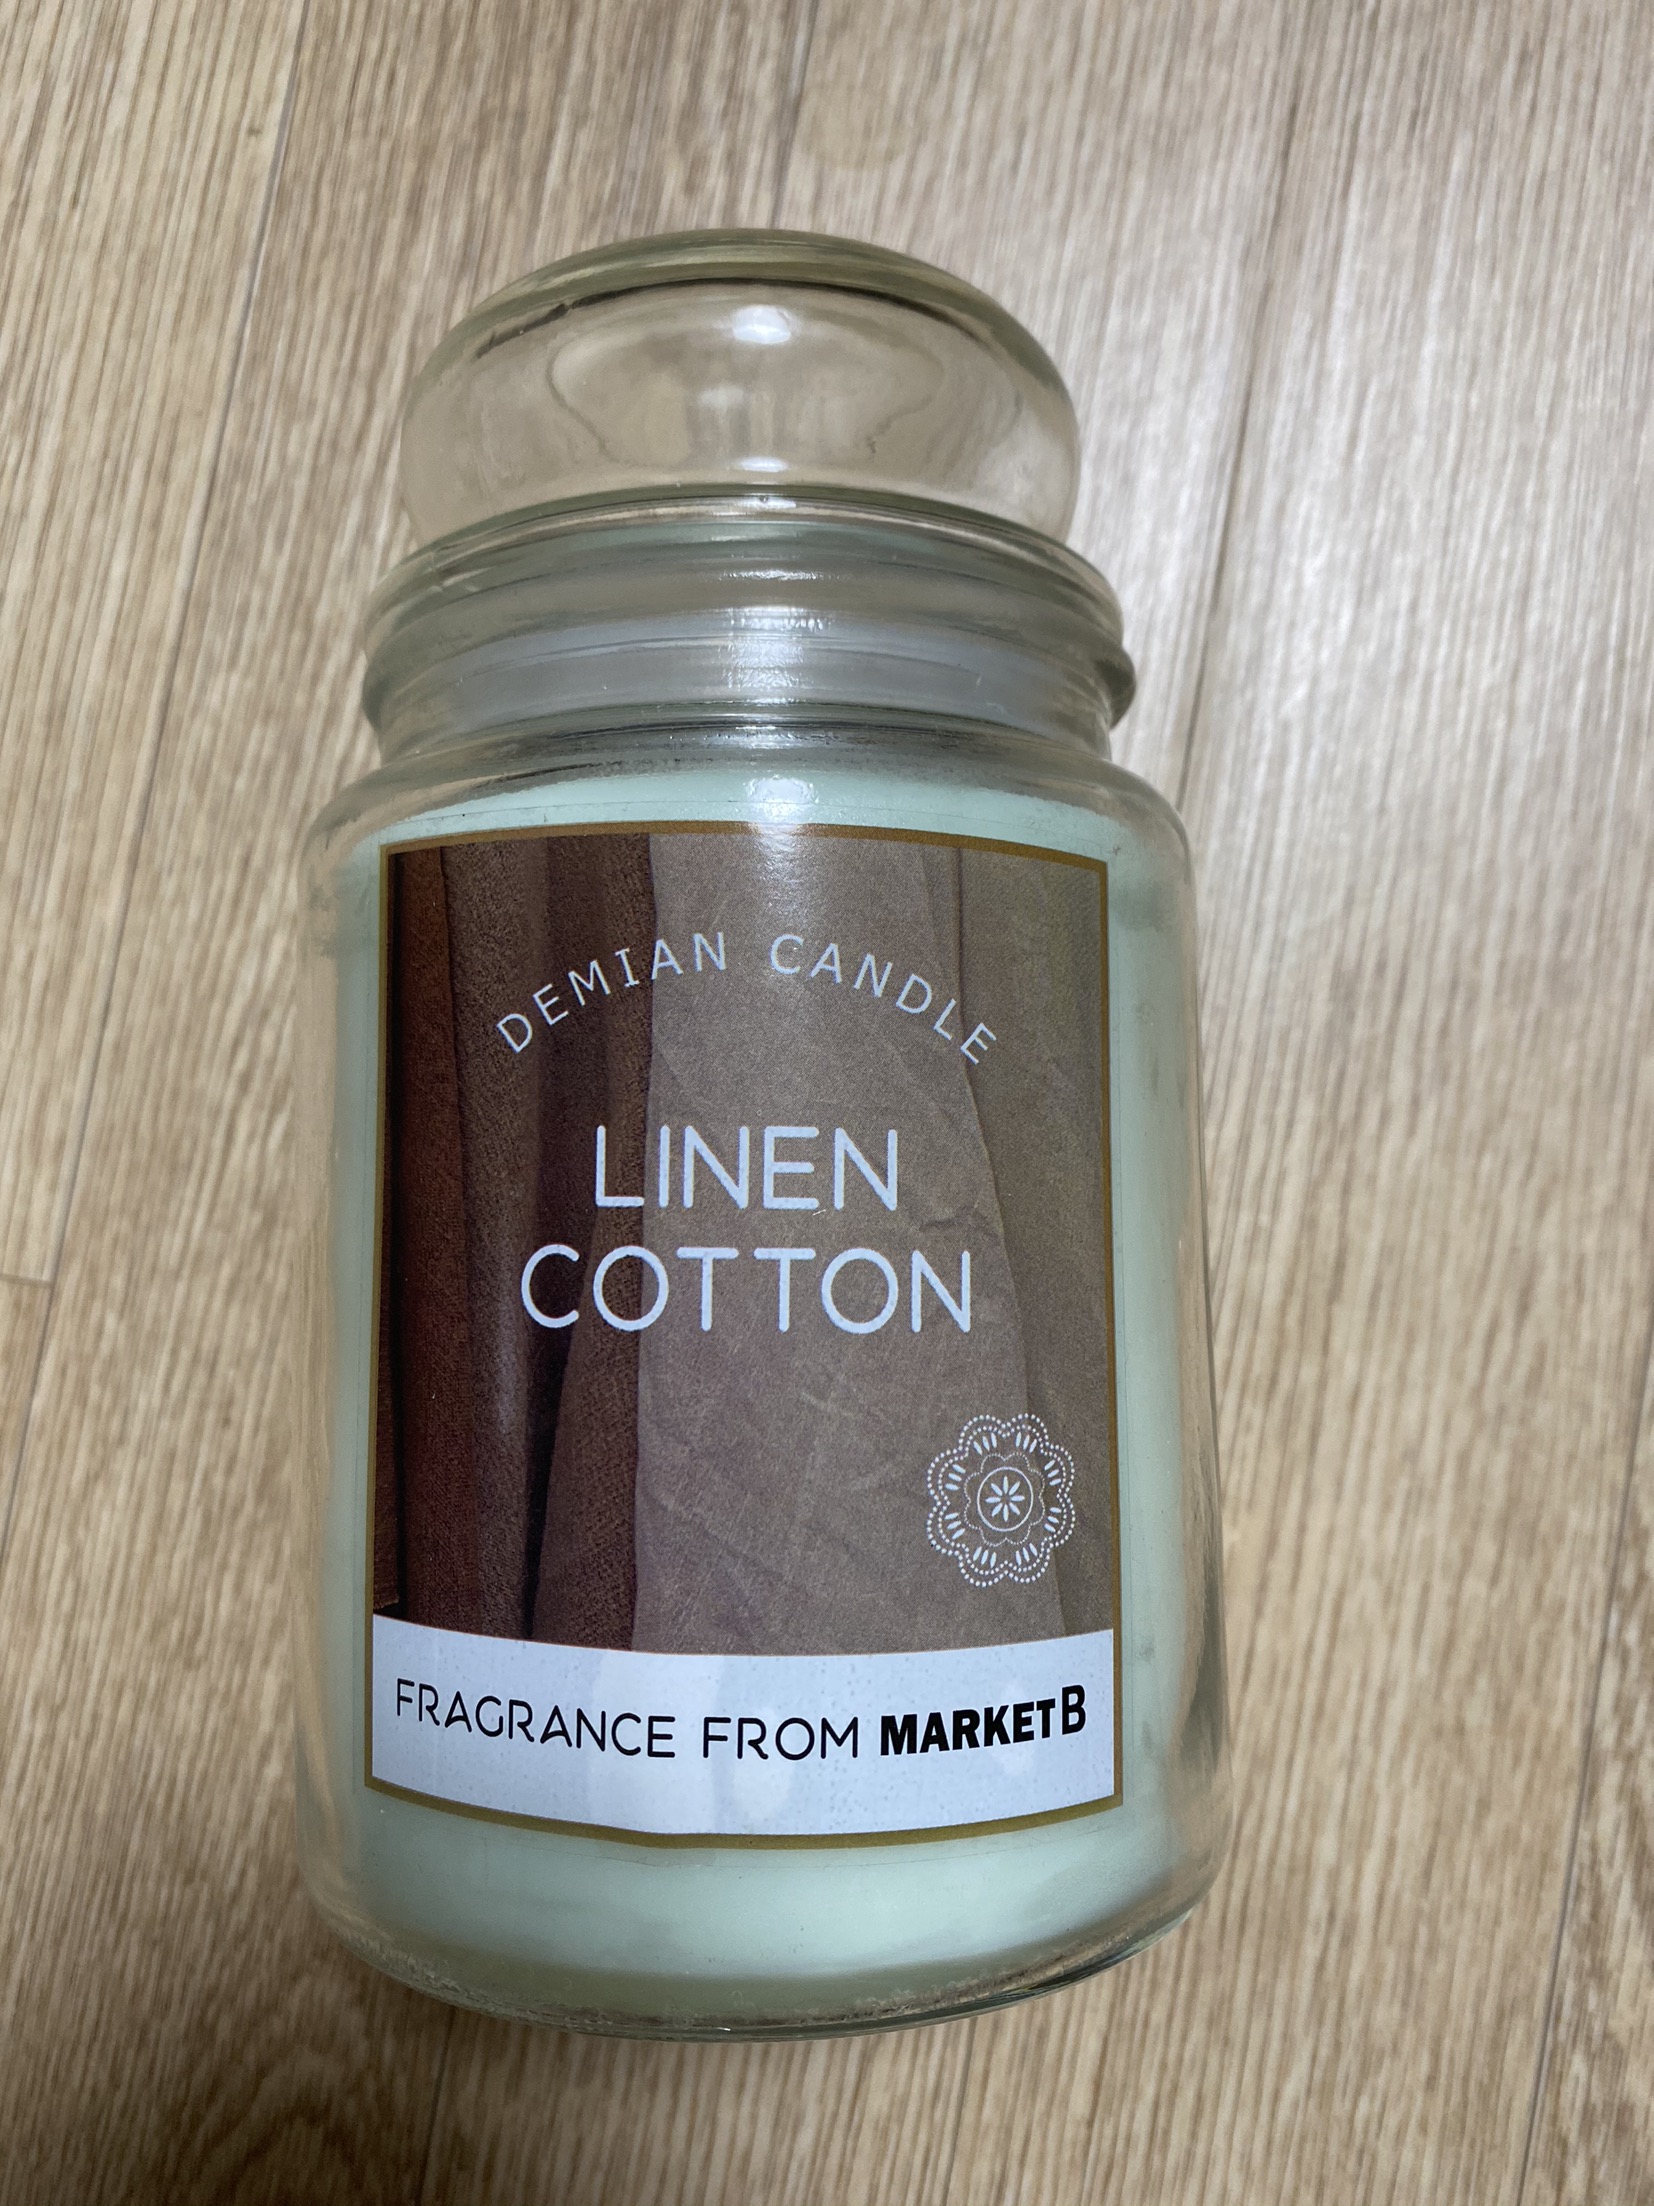 DEMIAN CANDLE
LINEN
COTTON
FRAGRANCE FROM MARKETB